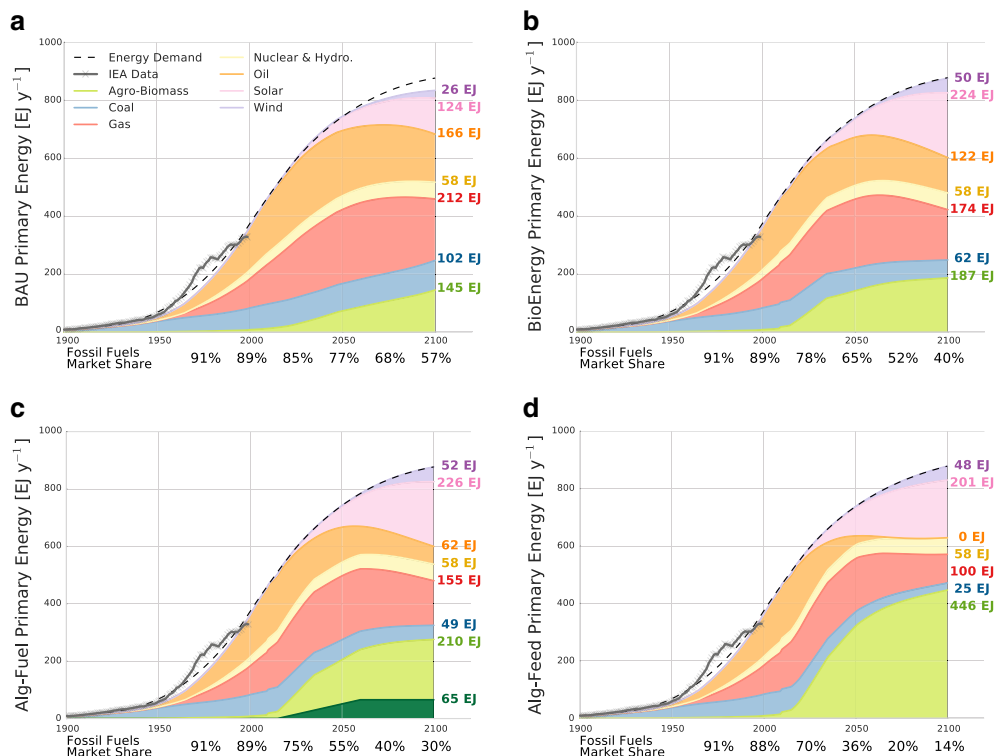 a
BAU Primary Energy [EJ y⁻¹]
1000
800
600
400
200
0
Energy Demand
IEA Data
Agro-Biomass
Coal
Gas
Nuclear & Hydro.
Oil
Solar
Wind
26 EJ
124 EJ
166 EJ
58 EJ
212 EJ
102 EJ
145 EJ
1900 1950 2000 2050 2100
Fossil Fuels
Market Share
91% 89% 85% 77% 68% 57%
b
BioEnergy Primary Energy [EJ y⁻¹]
1000
800
600
400
200
0
50 EJ
224 EJ
122 EJ
58 EJ
174 EJ
62 EJ
187 EJ
1900 1950 2000 2050 2100
Fossil Fuels
Market Share
91% 89% 78% 65% 52% 40%
c
Alg-Fuel Primary Energy [EJ y⁻¹]
1000
800
600
400
200
0
52 EJ
226 EJ
62 EJ
58 EJ
155 EJ
49 EJ
210 EJ
65 EJ
1900 1950 2000 2050 2100
Fossil Fuels
Market Share
91% 89% 75% 55% 40% 30%
d
Alg-Feed Primary Energy [EJ y⁻¹]
1000
800
600
400
200
0
48 EJ
201 EJ
0 EJ
58 EJ
100 EJ
25 EJ
446 EJ
1900 1950 2000 2050 2100
Fossil Fuels
Market Share
91% 88% 70% 36% 20% 14%